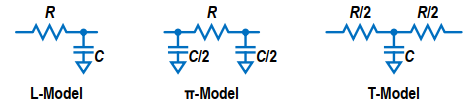 R R R/2 R/2
C C/2 C/2 C
L-Model π-Model T-Model